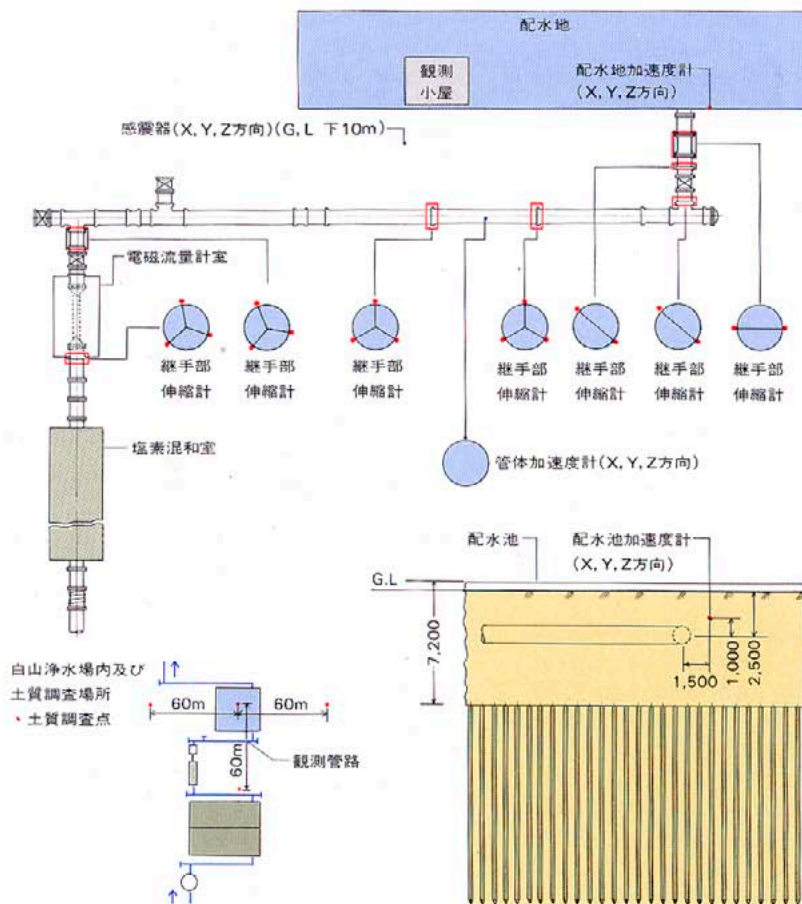 配水地
観測
小屋
配水地加速度計
(X, Y, Z方向)
感震器(X, Y, Z方向)(G, L 下10m)
電磁流量計室
継手部
伸縮計
継手部
伸縮計
継手部
伸縮計
継手部
伸縮計
継手部
伸縮計
継手部
伸縮計
継手部
伸縮計
塩素混和室
管体加速度計(X, Y, Z方向)
配水池
配水池加速度計
(X, Y, Z方向)
G.L
7,200
1,500
1,000
2,500
白山浄水場内及び
土質調査場所
・土質調査点
60m
60m
60m
観測管路